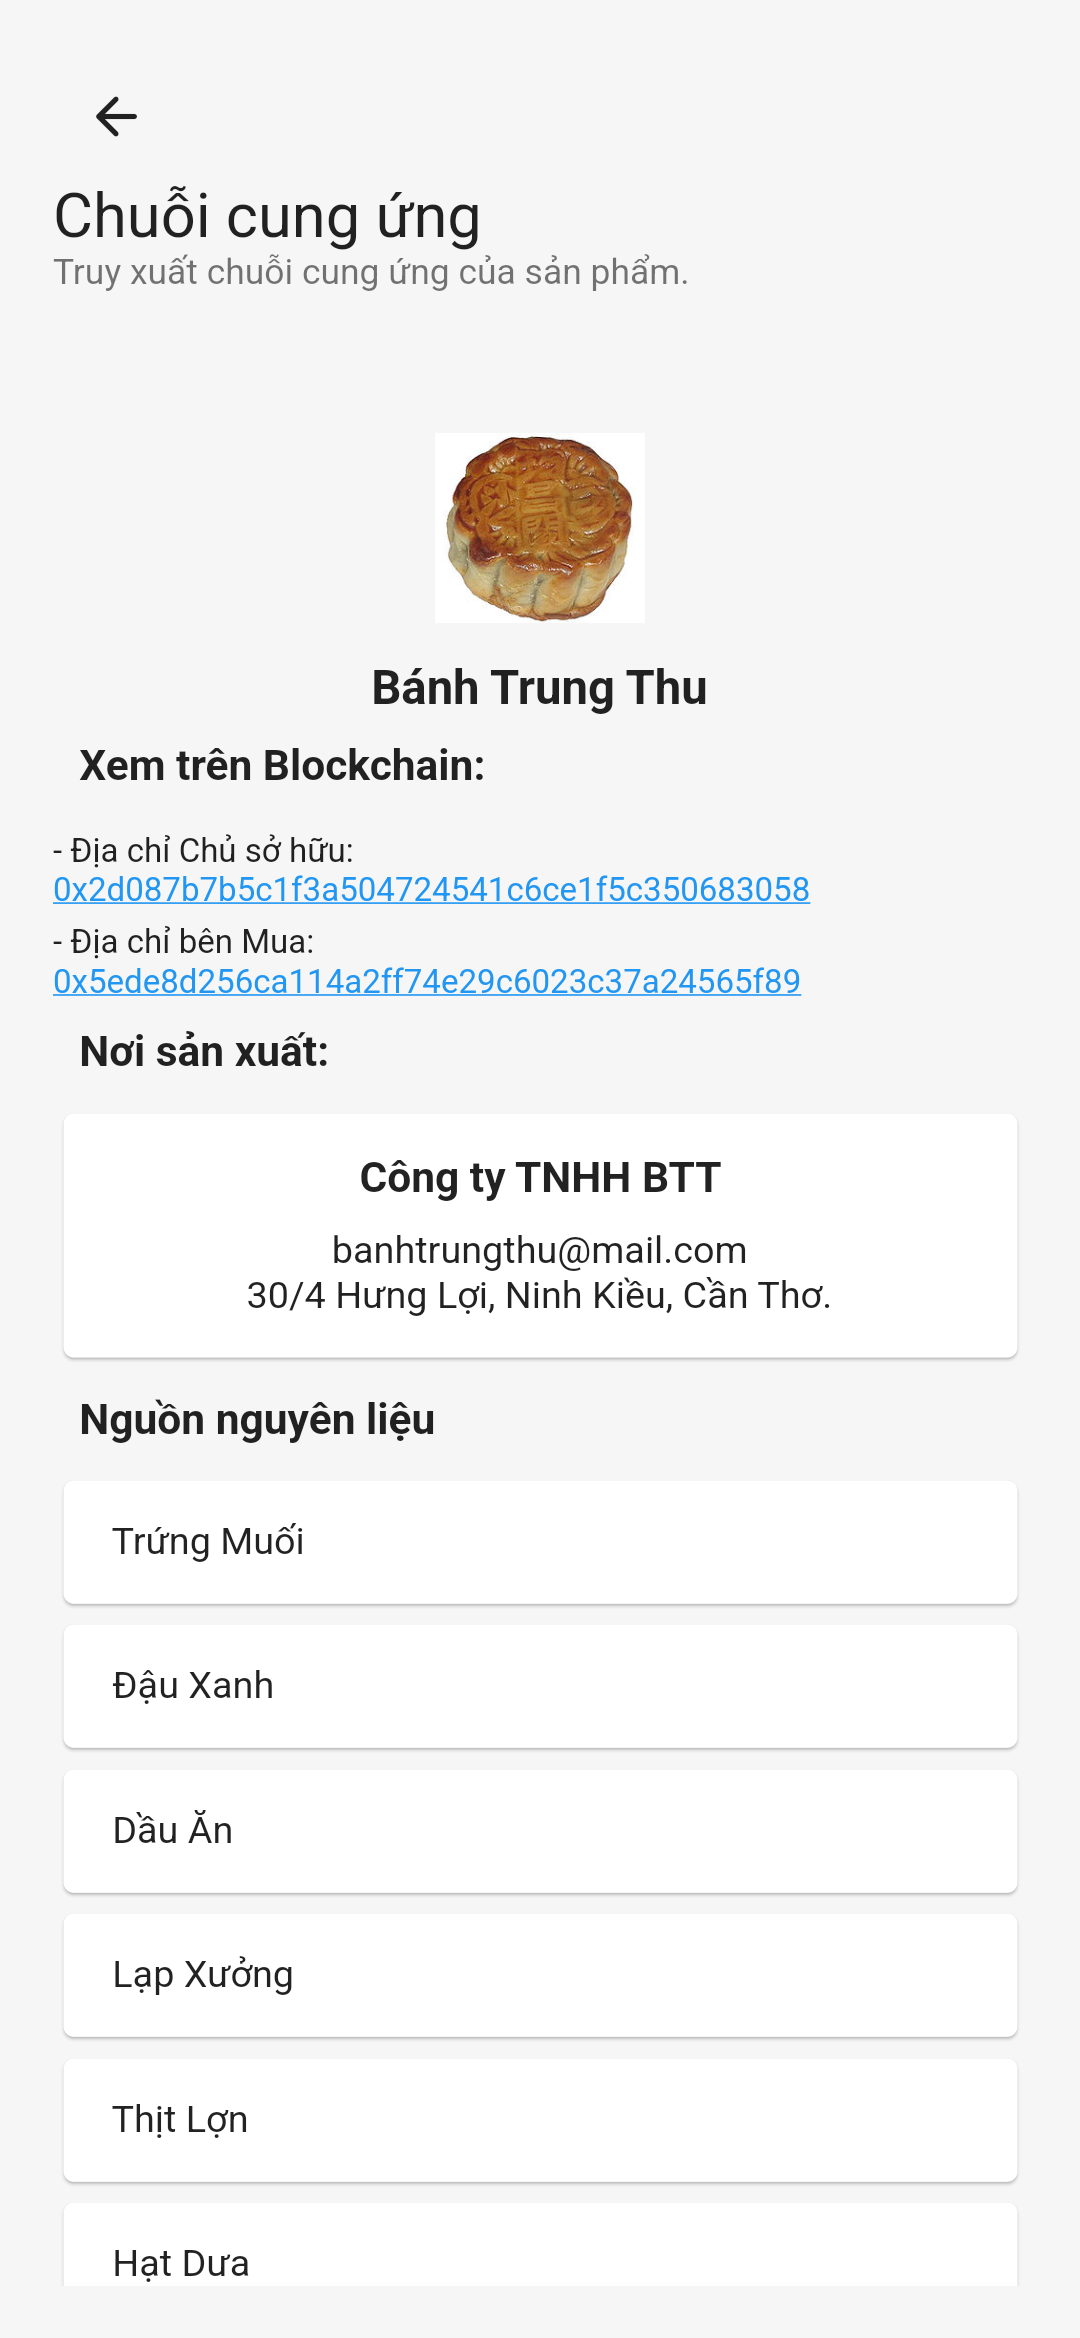 Chuỗi cung ứng
Truy xuất chuỗi cung ứng của sản phẩm.
Bánh Trung Thu
Xem trên Blockchain:
- Địa chỉ Chủ sở hữu:
0x2d087b7b5c1f3a504724541c6ce1f5c350683058
- Địa chỉ bên Mua:
0x5ede8d256ca114a2ff74e29c6023c37a24565f89
Nơi sản xuất:
Công ty TNHH BTT
banhtrungthu@mail.com
30/4 Hưng Lợi, Ninh Kiều, Cần Thơ.
Nguồn nguyên liệu
Trứng Muối
Đậu Xanh
Dầu Ăn
Lạp Xưởng
Thịt Lợn
Hạt Dưa